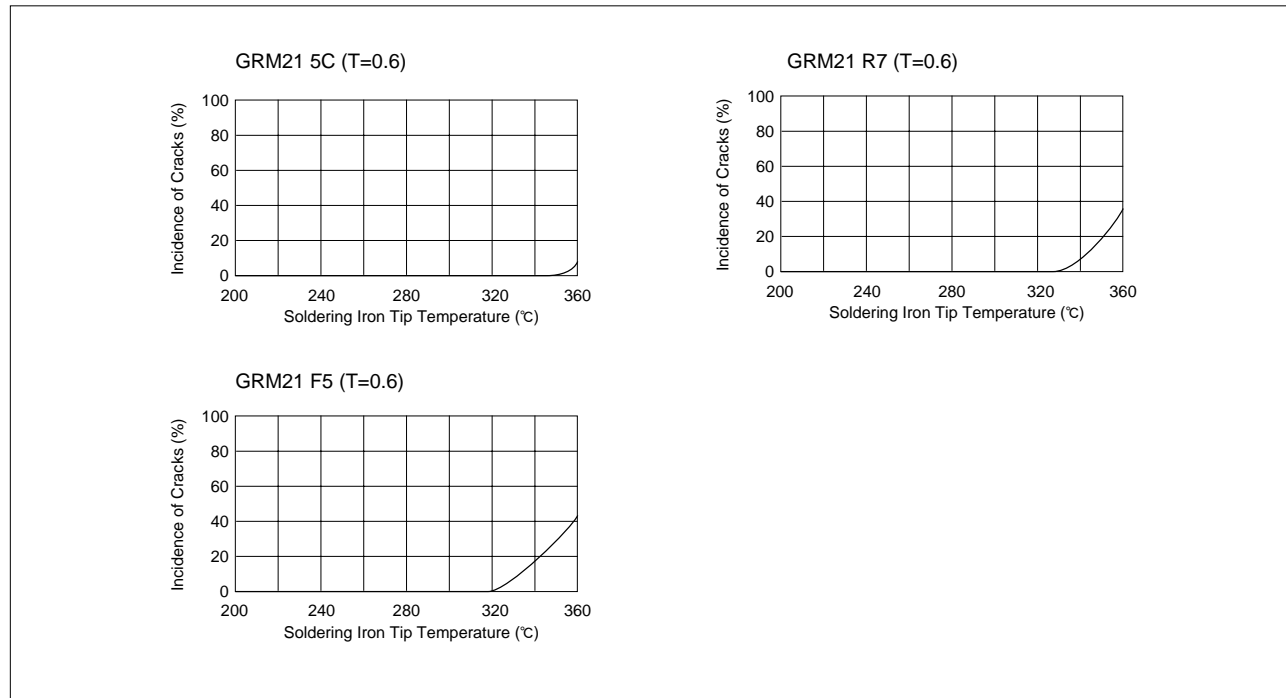 GRM21 5C (T=0.6)
Incidence of Cracks (%)
100
80
60
40
20
0
200 240 280 320 360
Soldering Iron Tip Temperature (℃)
GRM21 R7 (T=0.6)
Incidence of Cracks (%)
100
80
60
40
20
0
200 240 280 320 360
Soldering Iron Tip Temperature (℃)
GRM21 F5 (T=0.6)
Incidence of Cracks (%)
100
80
60
40
20
0
200 240 280 320 360
Soldering Iron Tip Temperature (℃)